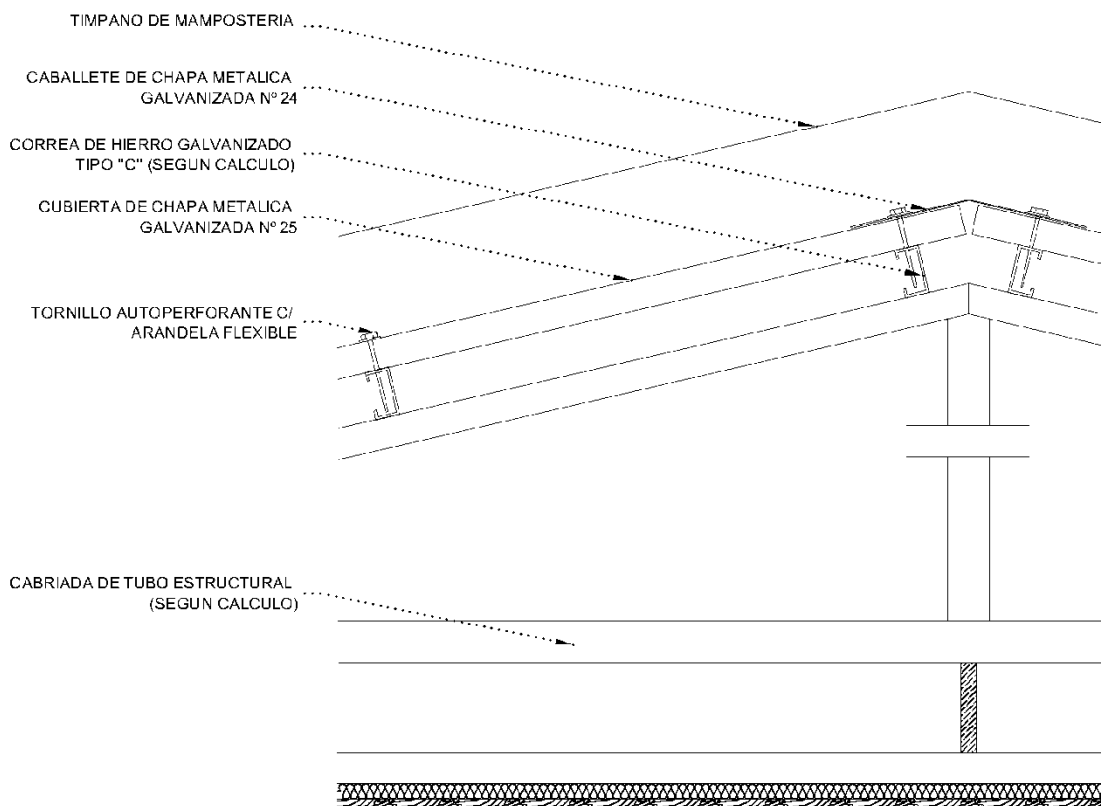 TIMPANO DE MAMPOSTERIA
CABALLETE DE CHAPA METALICA
GALVANIZADA Nº 24
CORREA DE HIERRO GALVANIZADO
TIPO "C" (SEGUN CALCULO)
CUBIERTA DE CHAPA METALICA
GALVANIZADA Nº 25
TORNILLO AUTOPERFORANTE C/
ARANDELA FLEXIBLE
CABRIADA DE TUBO ESTRUCTURAL
(SEGUN CALCULO)